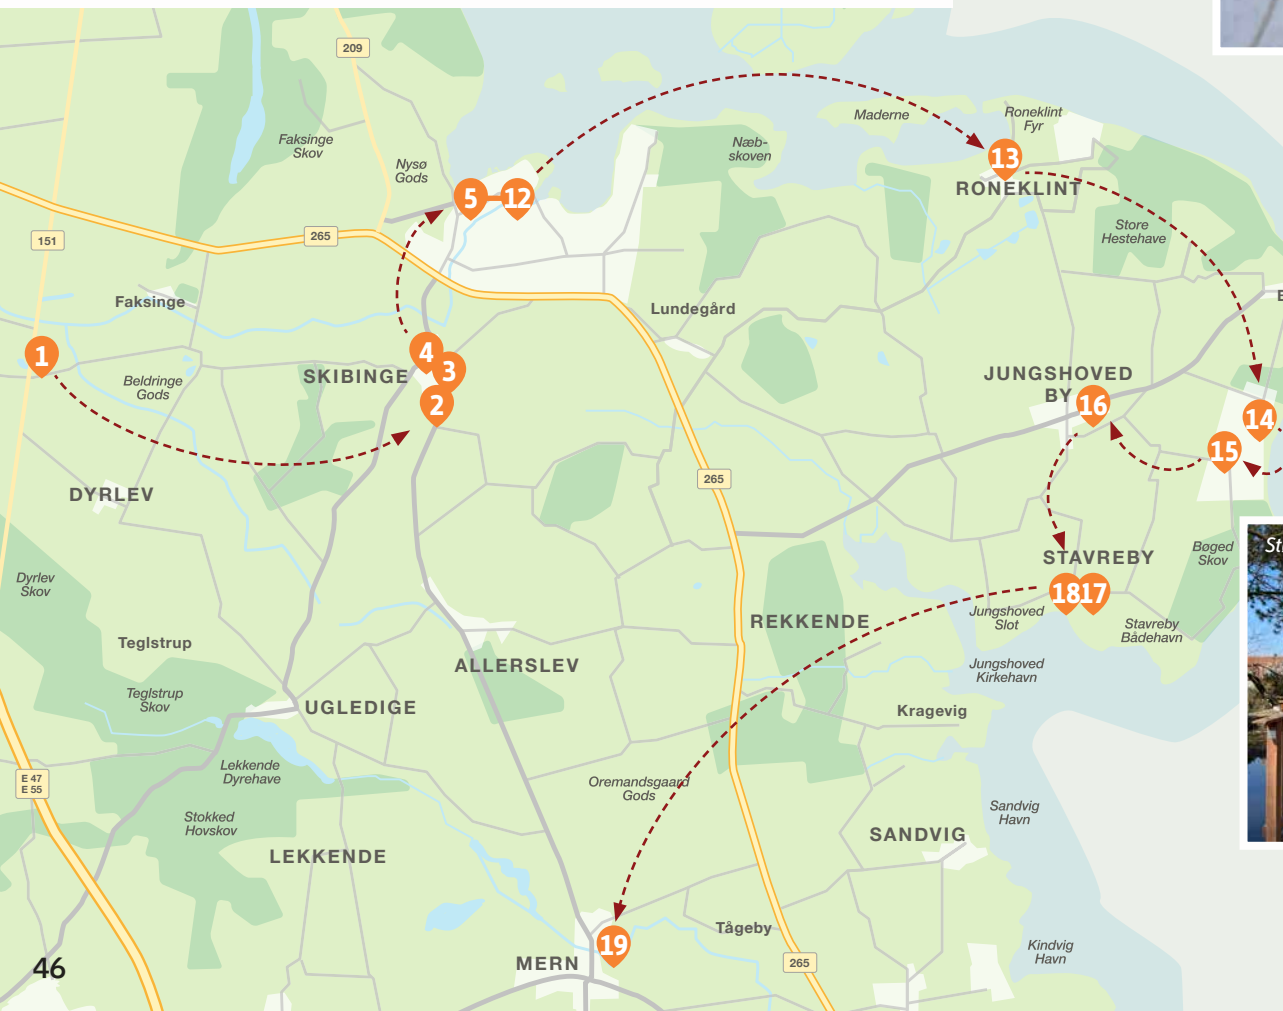 209
Maderne
Roneklint
Fyr
Faksinge
Skov
Næb-
skoven
Nysø
Gods
13
RONEKLINT
5
12
Store
Hestehave
151
265
Faksinge
Lundegård
1
4
3
2
SKIBINGE
Beldringe
Gods
JUNGSHOVED
BY
16
14
15
265
DYRLEV
Dyrlev
Skov
STAVREBY
Bøged
Skov
18
17
Jungshoved
Slot
Stavreby
Bådehavn
REKKENDE
Teglstrup
ALLERSLEV
Jungshoved
Kirkehavn
Teglstrup
Skov
UGLEDIGE
Kragevig
Lekkende
Dyrehave
E 47
E 55
Oremandsgaard
Gods
Stokked
Hovskov
Sandvig
Havn
SANDVIG
LEKKENDE
Tågeby
19
MERN
265
Kindvig
Havn
46